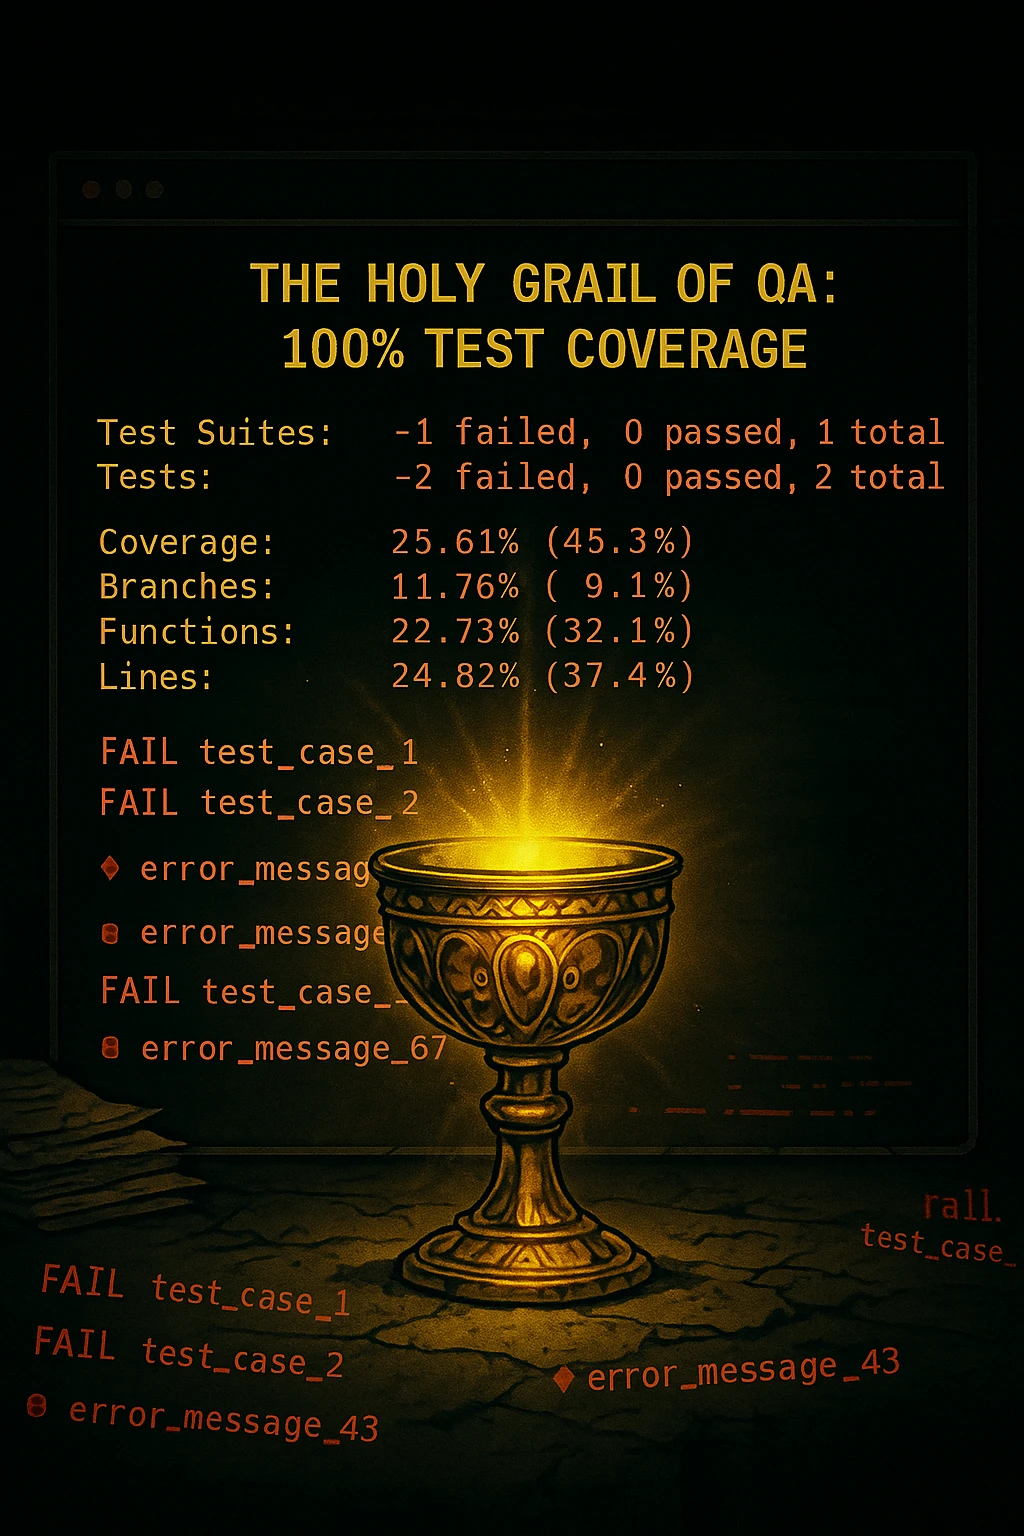 THE HOLY GRAIL OF QA:
100% TEST COVERAGE
Test Suites: -1 failed, 0 passed, 1 total
Tests: -2 failed, 0 passed, 2 total
Coverage: 25.61% (45.3%)
Branches: 11.76% ( 9.1%)
Functions: 22.73% (32.1%)
Lines: 24.82% (37.4%)
FAIL test_case_1
FAIL test_case_2
error_messag
error_message
FAIL test_case_
error_message_67
rall.
test_case_
FAIL test_case_1
FAIL test_case_2
error_message_43
error_message_43